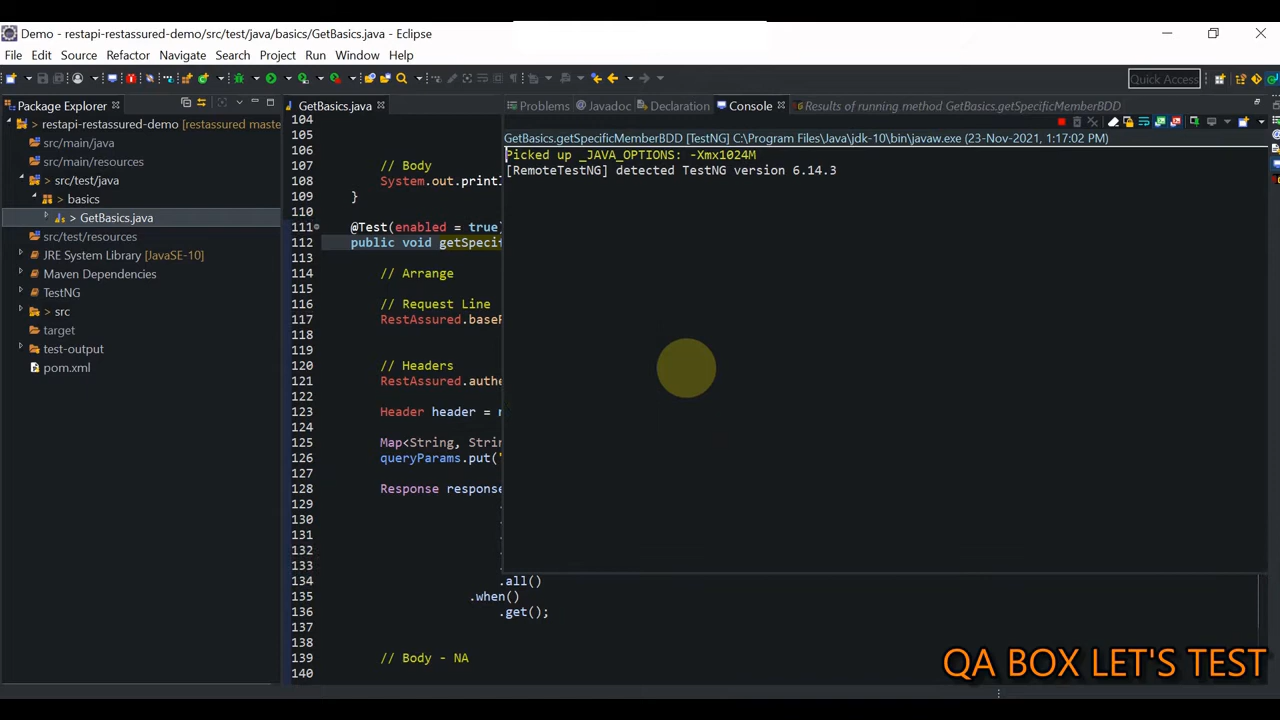 Demo - restapi-restassured-demo/src/test/java/basics/GetBasics.java - Eclipse
File Edit Source Refactor Navigate Search Project Run Window Help
Quick Access
Package Explorer
restapi-restassured-demo [restassured maste
src/main/java
src/main/resources
src/test/java
basics
> GetBasics.java
src/test/resources
JRE System Library [JavaSE-10]
Maven Dependencies
TestNG
> src
target
test-output
pom.xml
GetBasics.java
104
105
106
107 // Body
108 System.out.printl
109 }
110
111 @Test(enabled = true)
112 public void getSpecif
113
114 // Arrange
115
116 // Request Line
117 RestAssured.baseR
118
119
120 // Headers
121 RestAssured.authe
122
123 Header header = n
124
125 Map<String, Strin
126 queryParams.put("
127
128 Response response
129 .
130 .
131 .
132 .
133 .
134 .all()
135 .when()
136 .get();
137
138
139 // Body - NA
140
Problems Javadoc Declaration Console Results of running method GetBasics.getSpecificMemberBDD
GetBasics.getSpecificMemberBDD [TestNG] C:\Program Files\Java\jdk-10\bin\javaw.exe (23-Nov-2021, 1:17:02 PM)
Picked up _JAVA_OPTIONS: -Xmx1024M
[RemoteTestNG] detected TestNG version 6.14.3
QA BOX LET'S TEST